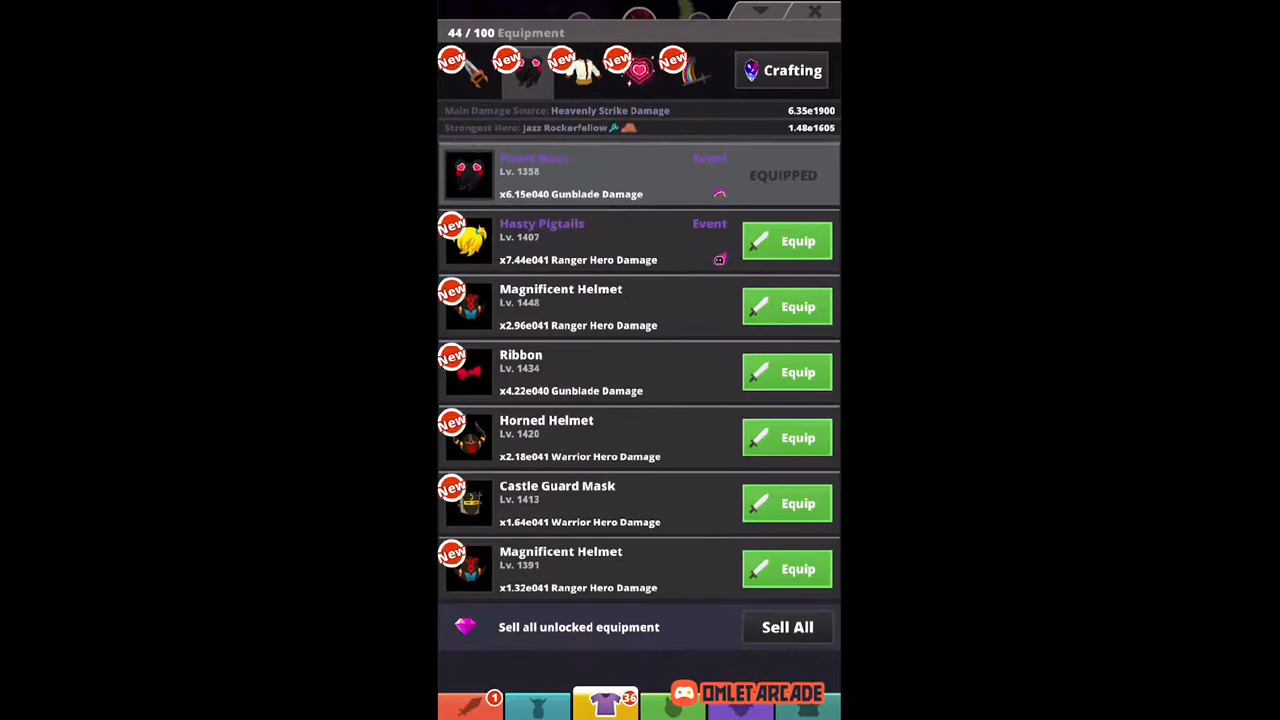 44 / 100 Equipment
New New New New New
Crafting
Main Damage Source: Heavenly Strike Damage 6.35e1900
Strongest Hero: Jazz Rockerfellow 1.48e1605
Event
Lv. 1358
EQUIPPED
x6.15e040 Gunblade Damage
New
Hasty Pigtails Event
Lv. 1407
Equip
x7.44e041 Ranger Hero Damage
New
Magnificent Helmet
Lv. 1448
Equip
x2.96e041 Ranger Hero Damage
New
Ribbon
Lv. 1434
Equip
x4.22e040 Gunblade Damage
New
Horned Helmet
Lv. 1420
Equip
x2.18e041 Warrior Hero Damage
New
Castle Guard Mask
Lv. 1413
Equip
x1.64e041 Warrior Hero Damage
New
Magnificent Helmet
Lv. 1391
Equip
x1.32e041 Ranger Hero Damage
Sell all unlocked equipment Sell All
1
36
OMLET ARCADE